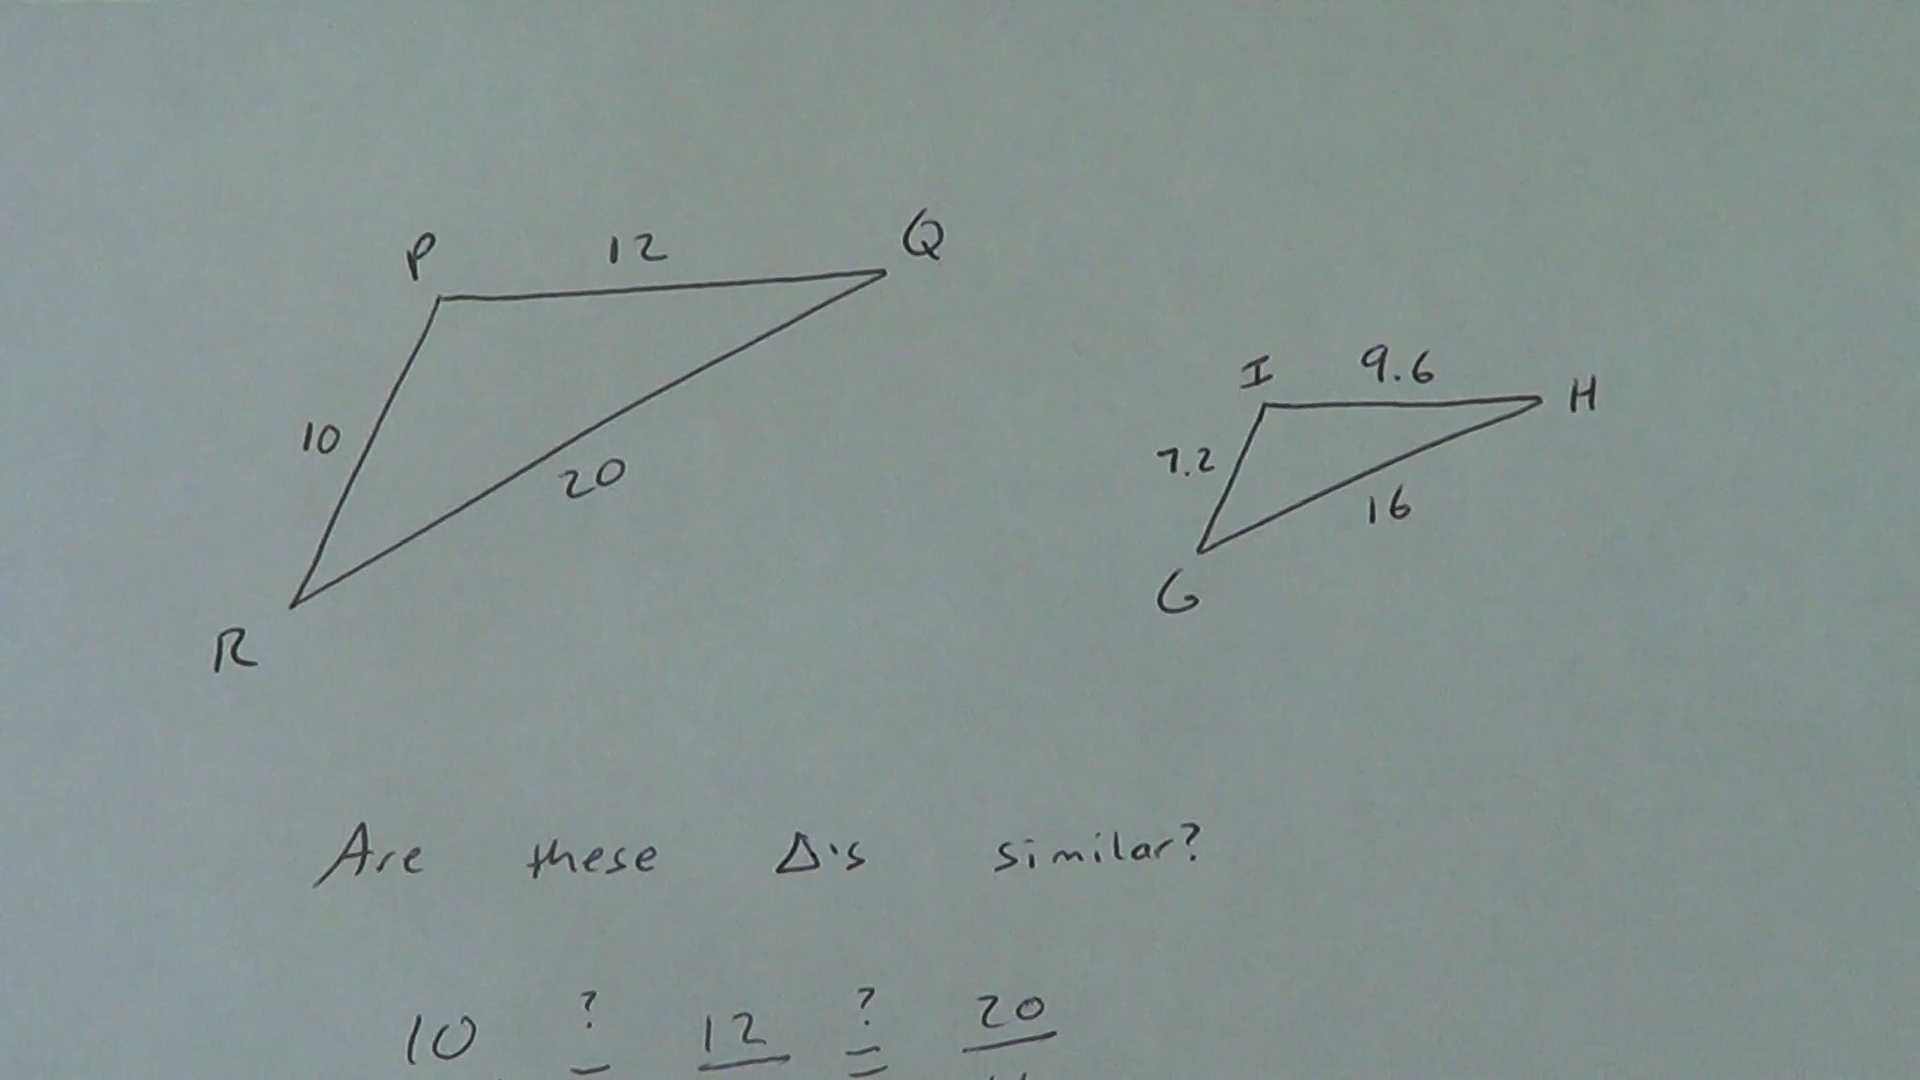 P 12 Q
I 9.6 H
10 20
7.2 16
G
R
Are these Δ's similar?
10 ? 12 ? 20
= =